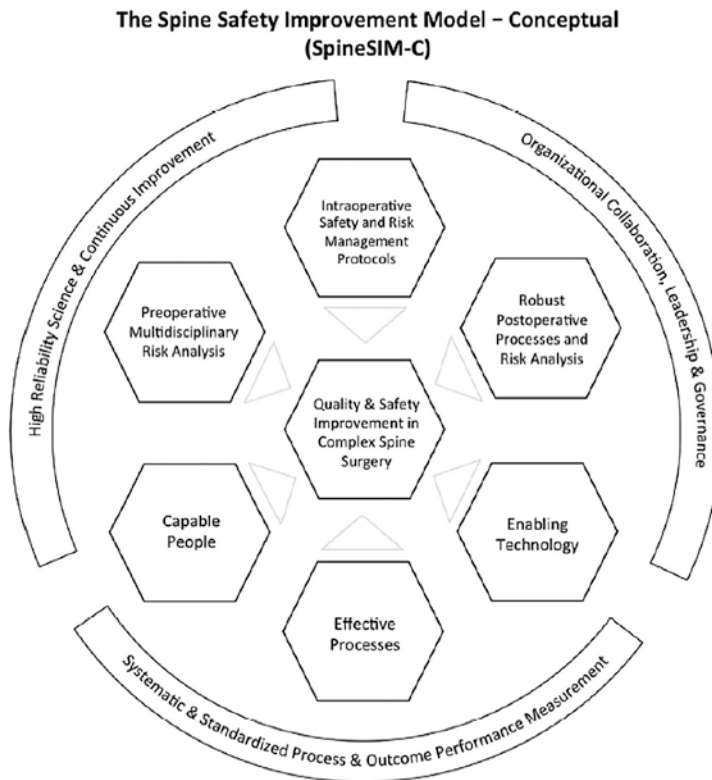 The Spine Safety Improvement Model – Conceptual
(SpineSIM-C)
High Reliability Science & Continuous Improvement
Organizational Collaboration, Leadership & Governance
Intraoperative
Safety and Risk
Management
Protocols
Preoperative
Multidisciplinary
Risk Analysis
Robust
Postoperative
Processes and
Risk Analysis
Quality & Safety
Improvement in
Complex Spine
Surgery
Capable
People
Enabling
Technology
Effective
Processes
Systematic & Standardized Process & Outcome Performance Measurement